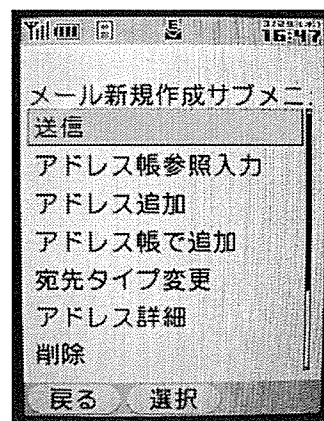 16:47
メール新規作成サブメニ
送信
アドレス帳参照入力
アドレス追加
アドレス帳で追加
宛先タイプ変更
アドレス詳細
削除
戻る 選択